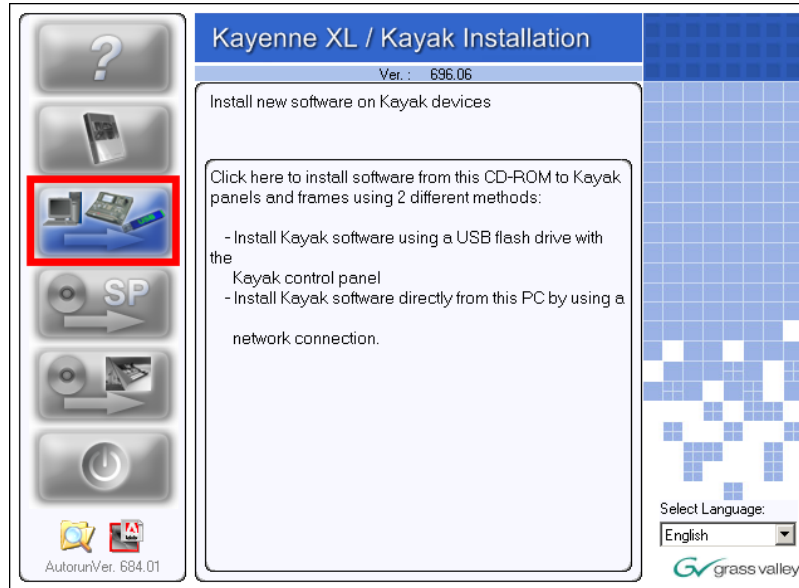 Kayenne XL / Kayak Installation
Ver. : 696.06
Install new software on Kayak devices
Click here to install software from this CD-ROM to Kayak
panels and frames using 2 different methods:
- Install Kayak software using a USB flash drive with
the
Kayak control panel
- Install Kayak software directly from this PC by using a
network connection.
?
USB
SP
AutorunVer. 684.01
Select Language:
English
grass valley